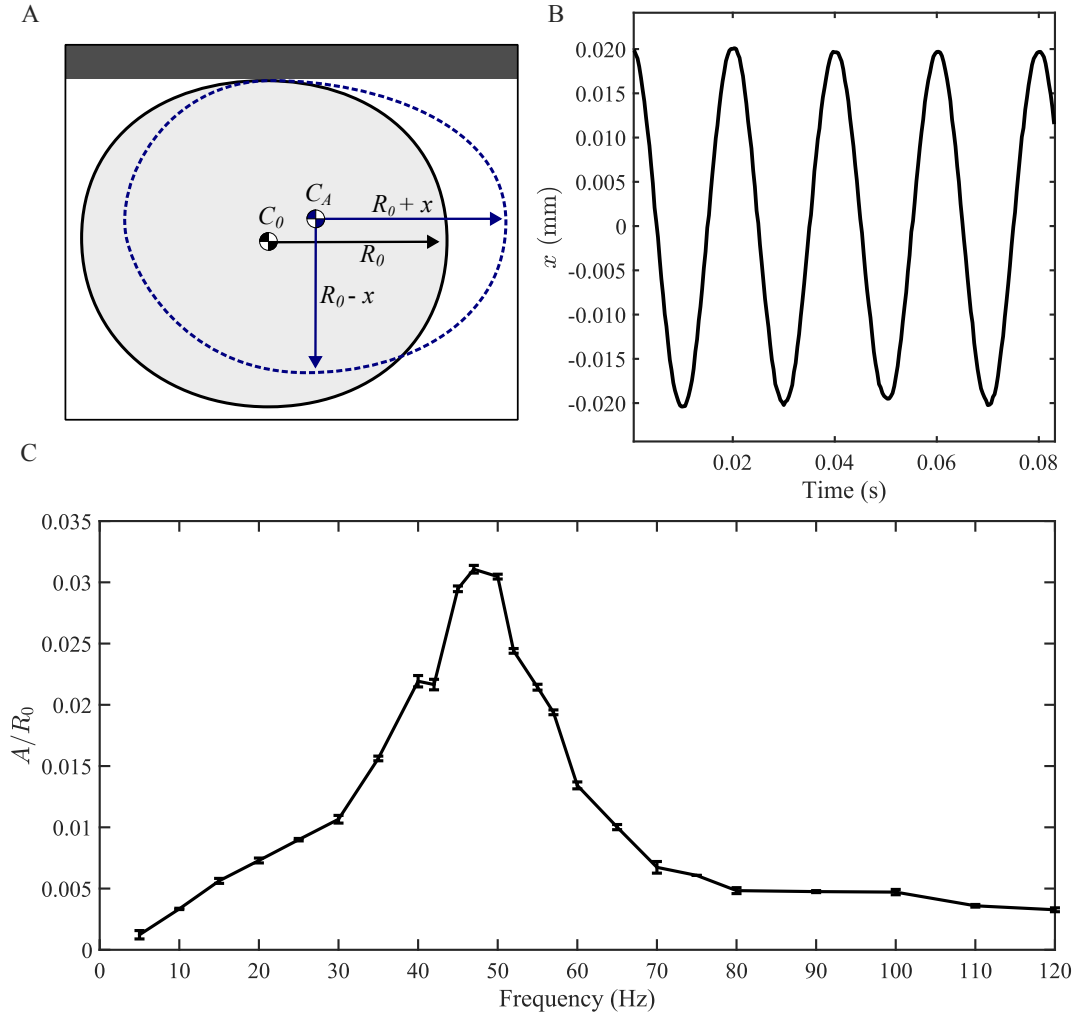 A
C_A
R_0 + x
C_0
R_0
R_0 - x
B
0.020
0.015
0.010
0.005
0
-0.005
-0.010
-0.015
-0.020
x (mm)
0.02 0.04 0.06 0.08
Time (s)
C
0.035
0.03
0.025
0.02
0.015
0.01
0.005
0
A/R_0
0 10 20 30 40 50 60 70 80 90 100 110 120
Frequency (Hz)